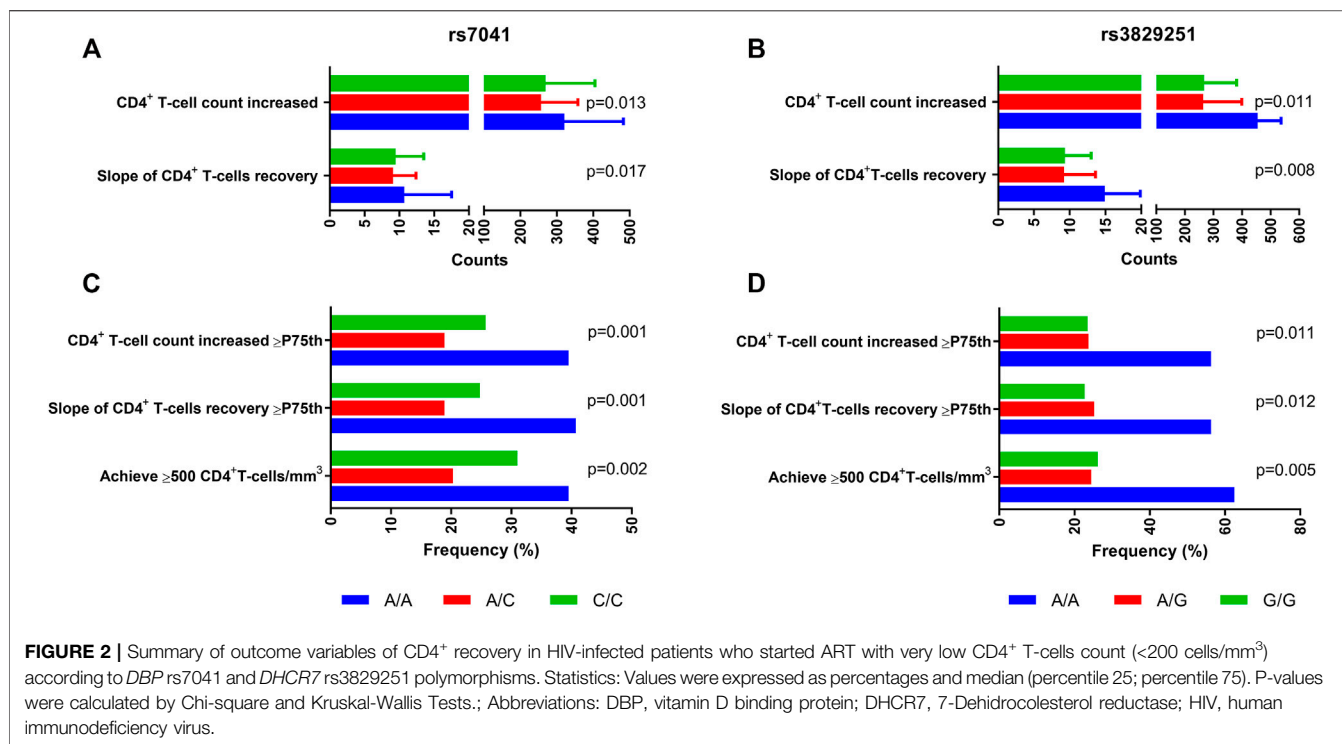 A
rs7041
CD4+ T-cell count increased
p=0.013
Slope of CD4+ T-cells recovery
p=0.017
0 5 10 15 20 100 200 300 400 500
Counts
B
rs3829251
CD4+ T-cell count increased
p=0.011
Slope of CD4+T-cells recovery
p=0.008
0 5 10 15 20 100 200 300 400 500 600
Counts
C
CD4+ T-cell count increased ≥P75th
p=0.001
Slope of CD4+ T-cells recovery ≥P75th
p=0.001
Achieve ≥500 CD4+T-cells/mm3
p=0.002
0 10 20 30 40 50
Frequency (%)
A/A A/C C/C
D
CD4+ T-cell count increased ≥P75th
p=0.011
Slope of CD4+T-cells recovery ≥P75th
p=0.012
Achieve ≥500 CD4+T-cells/mm3
p=0.005
0 20 40 60 80
Frequency (%)
A/A A/G G/G
FIGURE 2 | Summary of outcome variables of CD4+ recovery in HIV-infected patients who started ART with very low CD4+ T-cells count (<200 cells/mm3)
according to DBP rs7041 and DHCR7 rs3829251 polymorphisms. Statistics: Values were expressed as percentages and median (percentile 25; percentile 75). P-values
were calculated by Chi-square and Kruskal-Wallis Tests.; Abbreviations: DBP, vitamin D binding protein; DHCR7, 7-Dehidrocolesterol reductase; HIV, human
immunodeficiency virus.